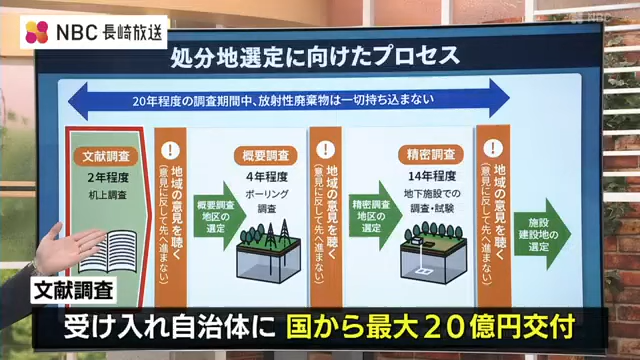 NBC 長崎放送
NBC
処分地選定に向けたプロセス
20年程度の調査期間中、放射性廃棄物は一切持ち込まない
文献調査
2年程度
机上調査
!
地域の意見を聴く
(意見に反して先へ進まない)
概要調査
地区の
選定
概要調査
4年程度
ボーリング
調査
!
地域の意見を聴く
(意見に反して先へ進まない)
精密調査
地区の
選定
精密調査
14年程度
地下施設での
調査・試験
!
地域の意見を聴く
(意見に反して先へ進まない)
施設
建設地の
選定
文献調査
受け入れ自治体に 国から最大20億円交付